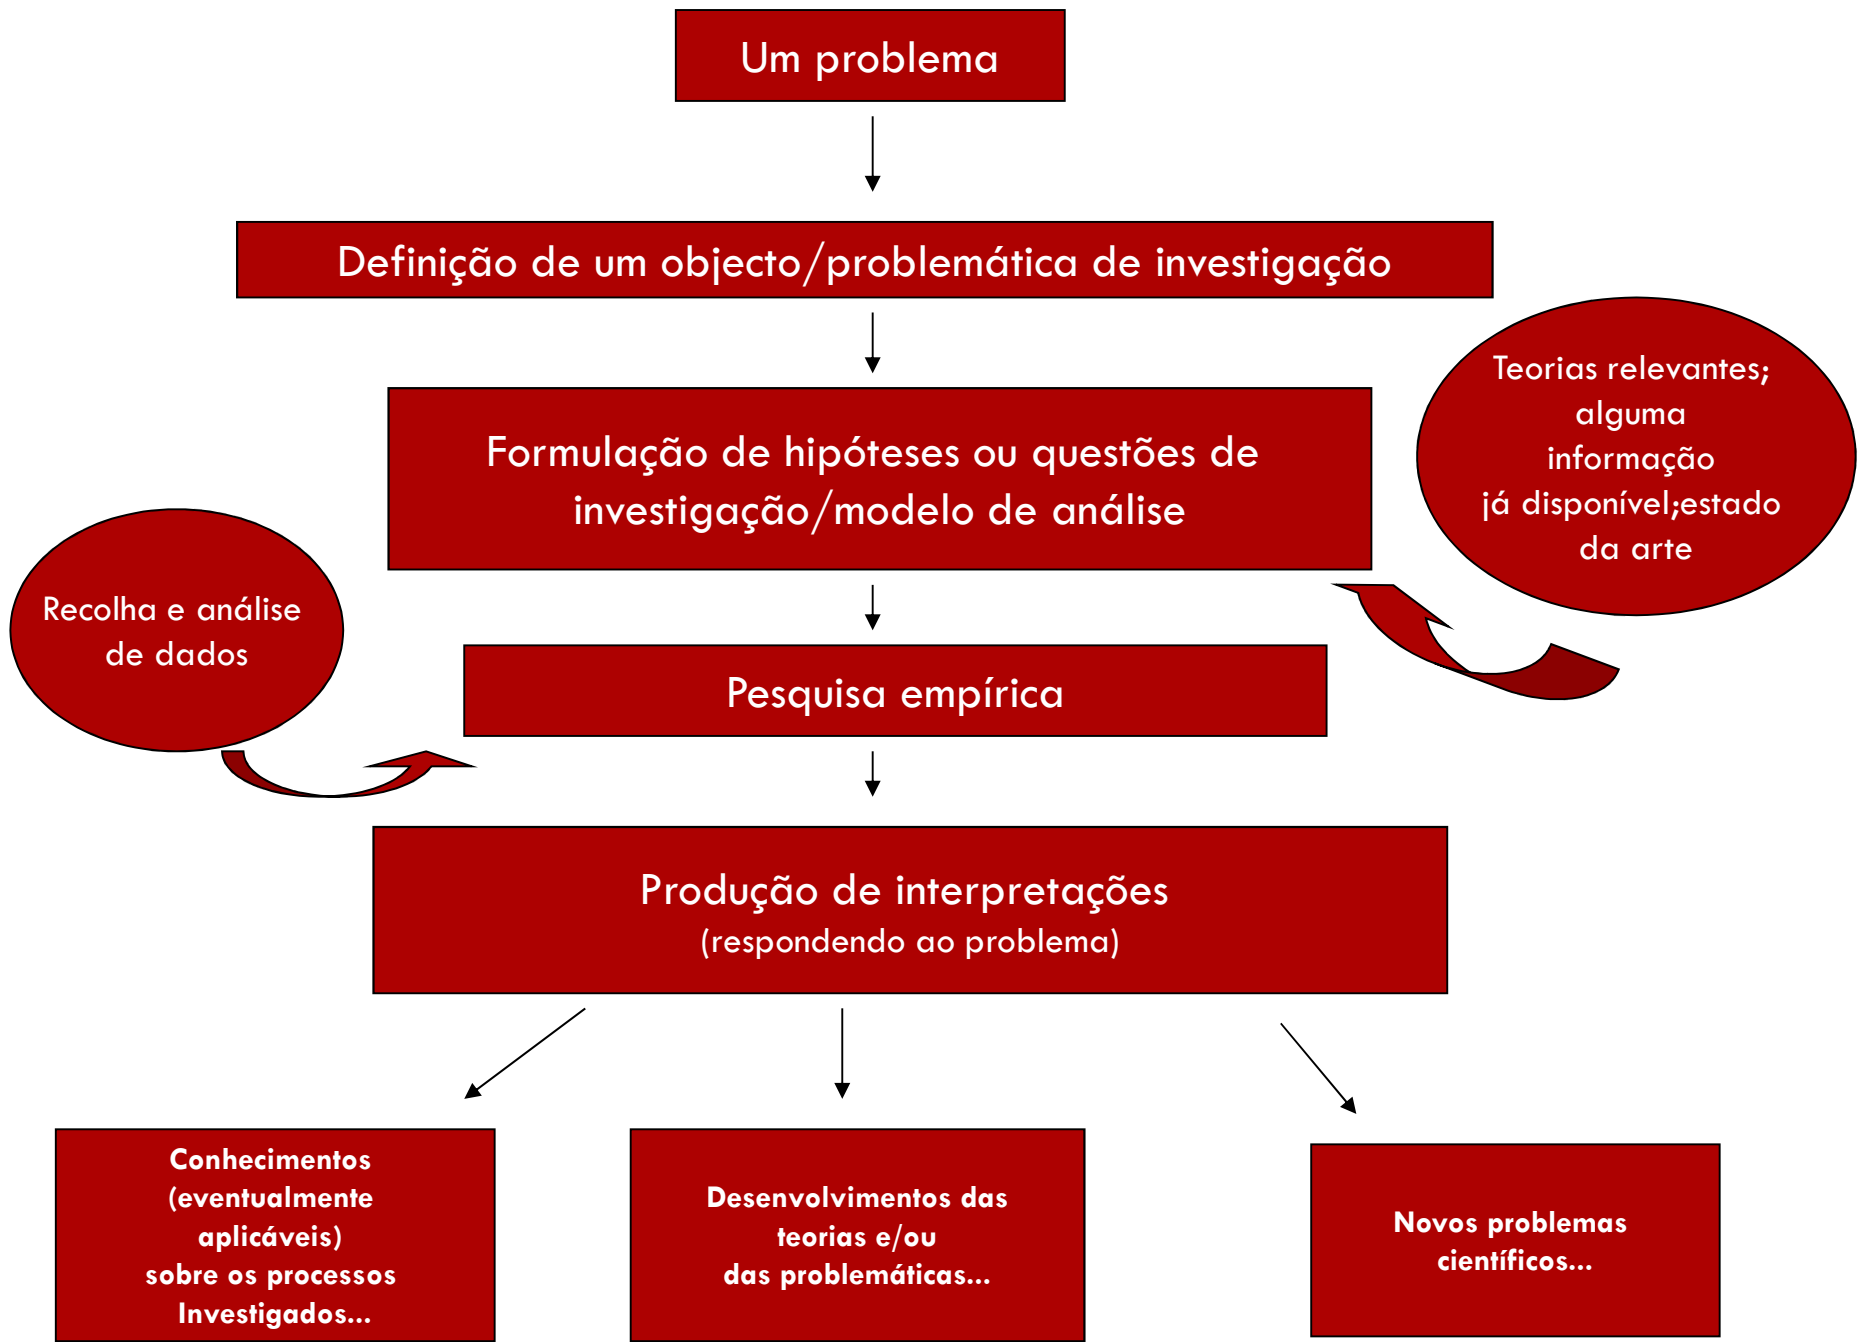 Um problema
Definição de um objecto/problemática de investigação
Teorias relevantes;
alguma
informação
já disponível;estado
da arte
Formulação de hipóteses ou questões de
investigação/modelo de análise
Recolha e análise
de dados
Pesquisa empírica
Produção de interpretações
(respondendo ao problema)
Conhecimentos
(eventualmente
aplicáveis)
sobre os processos
Investigados...
Desenvolvimentos das
teorias e/ou
das problemáticas...
Novos problemas
científicos...